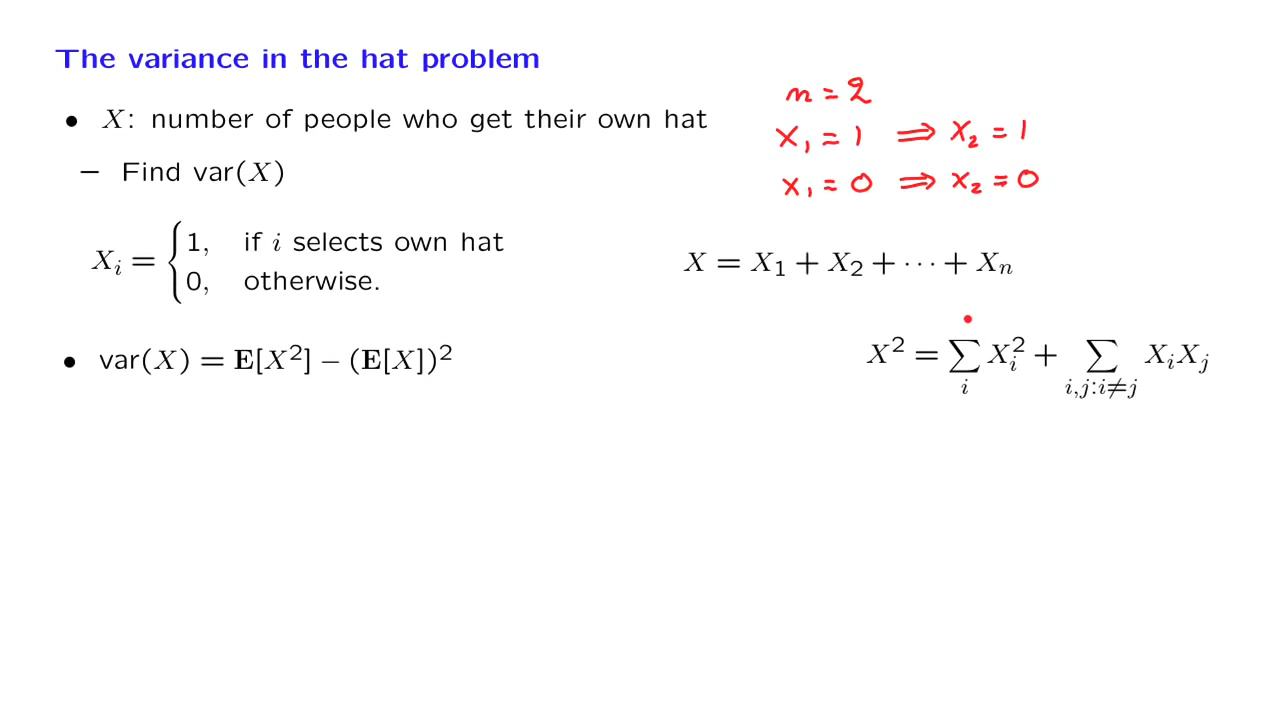 The variance in the hat problem
• X: number of people who get their own hat
– Find var(X)
n = 2
X₁ = 1 ⇒ X₂ = 1
X₁ = 0 ⇒ X₂ = 0
Xᵢ = { 1, if i selects own hat
0, otherwise.
X = X₁ + X₂ + ··· + Xₙ
• var(X) = E[X²] − (E[X])²
X² = ∑ᵢ Xᵢ² + ∑_{i,j:i≠j} XᵢXⱼ